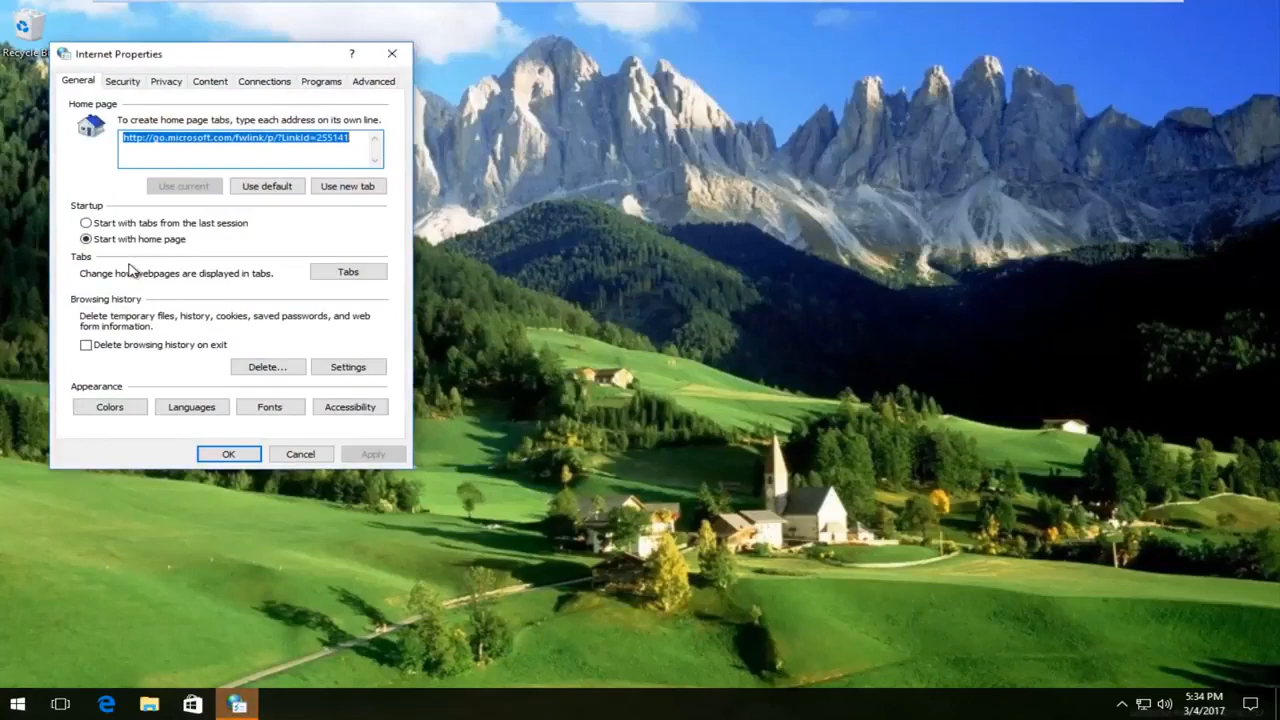 Recycle B
Internet Properties
?
General Security Privacy Content Connections Programs Advanced
Home page
To create home page tabs, type each address on its own line.
http://go.microsoft.com/fwlink/p/?LinkId=255141
Use current Use default Use new tab
Startup
Start with tabs from the last session
Start with home page
Tabs
Change how webpages are displayed in tabs.
Tabs
Browsing history
Delete temporary files, history, cookies, saved passwords, and web
form information.
Delete browsing history on exit
Delete... Settings
Appearance
Colors Languages Fonts Accessibility
OK Cancel Apply
5:34 PM
3/4/2017